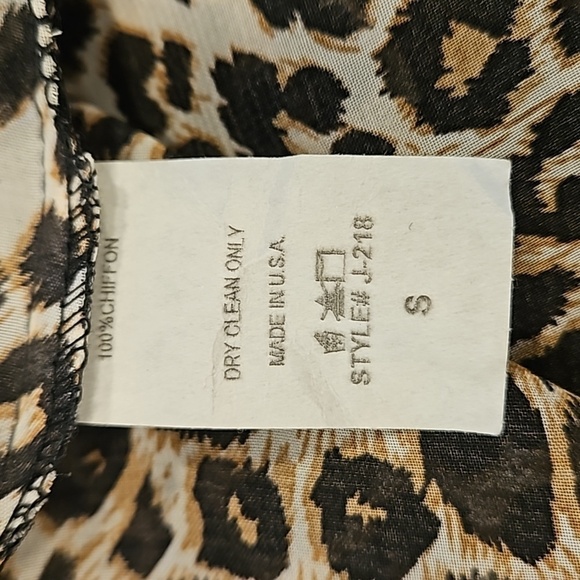 100%CHIFFON
DRY CLEAN ONLY
MADE IN U.S.A.
STYLE# J-218
S